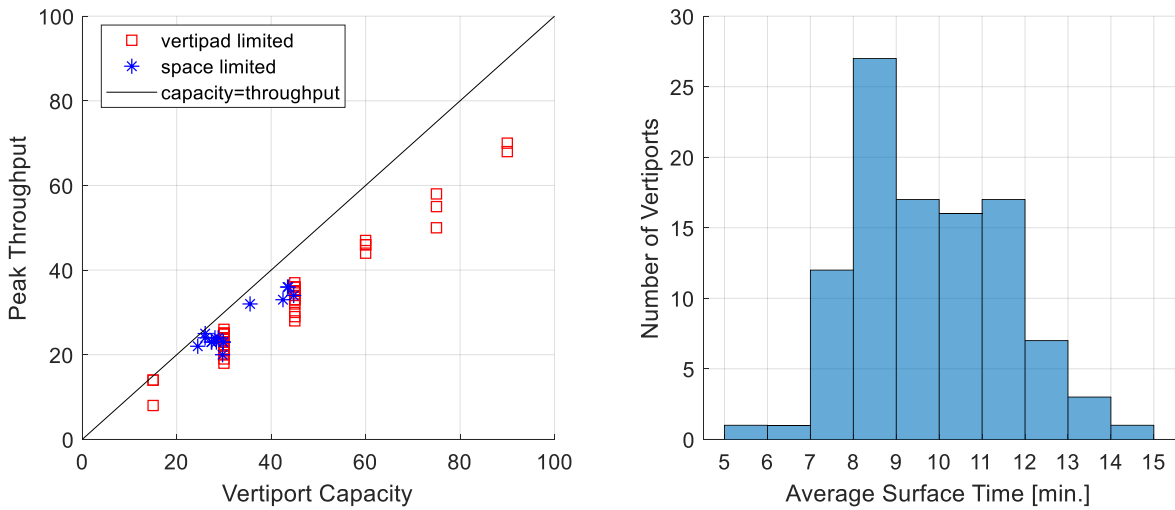 100
80
60
40
20
0
0 20 40 60 80 100
Peak Throughput
Vertiport Capacity
vertipad limited
space limited
capacity=throughput
30
25
20
15
10
5
0
5 6 7 8 9 10 11 12 13 14 15
Number of Vertiports
Average Surface Time [min.]